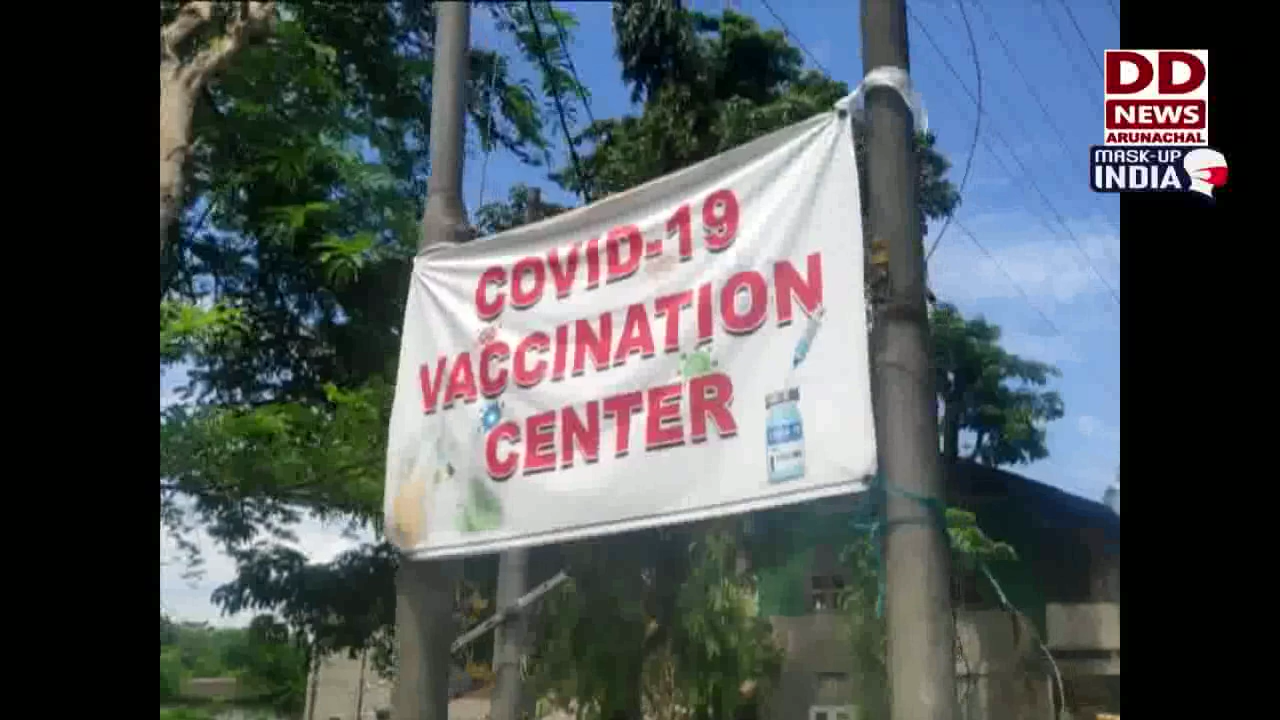 DD
NEWS
ARUNACHAL
MASK-UP
INDIA
COVID-19
VACCINATION
CENTER